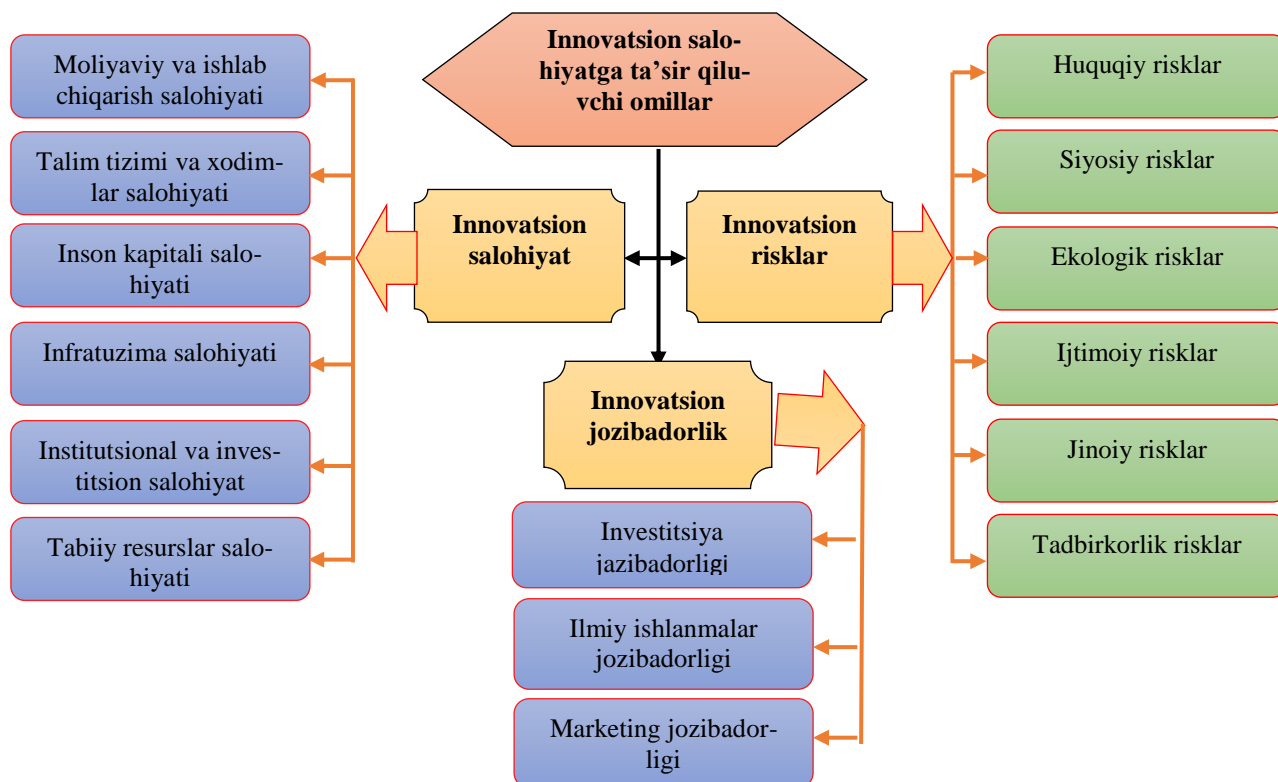 Innovatsion salo-
hiyatga ta’sir qilu-
vchi omillar
Moliyaviy va ishlab
chiqarish salohiyati
Talim tizimi va xodim-
lar salohiyati
Inson kapitali salo-
hiyati
Infratuzima salohiyati
Institutsional va inves-
titsion salohiyat
Tabiiy resurslar salo-
hiyati
Innovatsion
salohiyat
Innovatsion
risklar
Innovatsion
jozibadorlik
Investitsiya
jazibadorligi
Ilmiy ishlanmalar
jozibadorligi
Marketing jozibador-
ligi
Huquqiy risklar
Siyosiy risklar
Ekologik risklar
Ijtimoiy risklar
Jinoiy risklar
Tadbirkorlik risklar